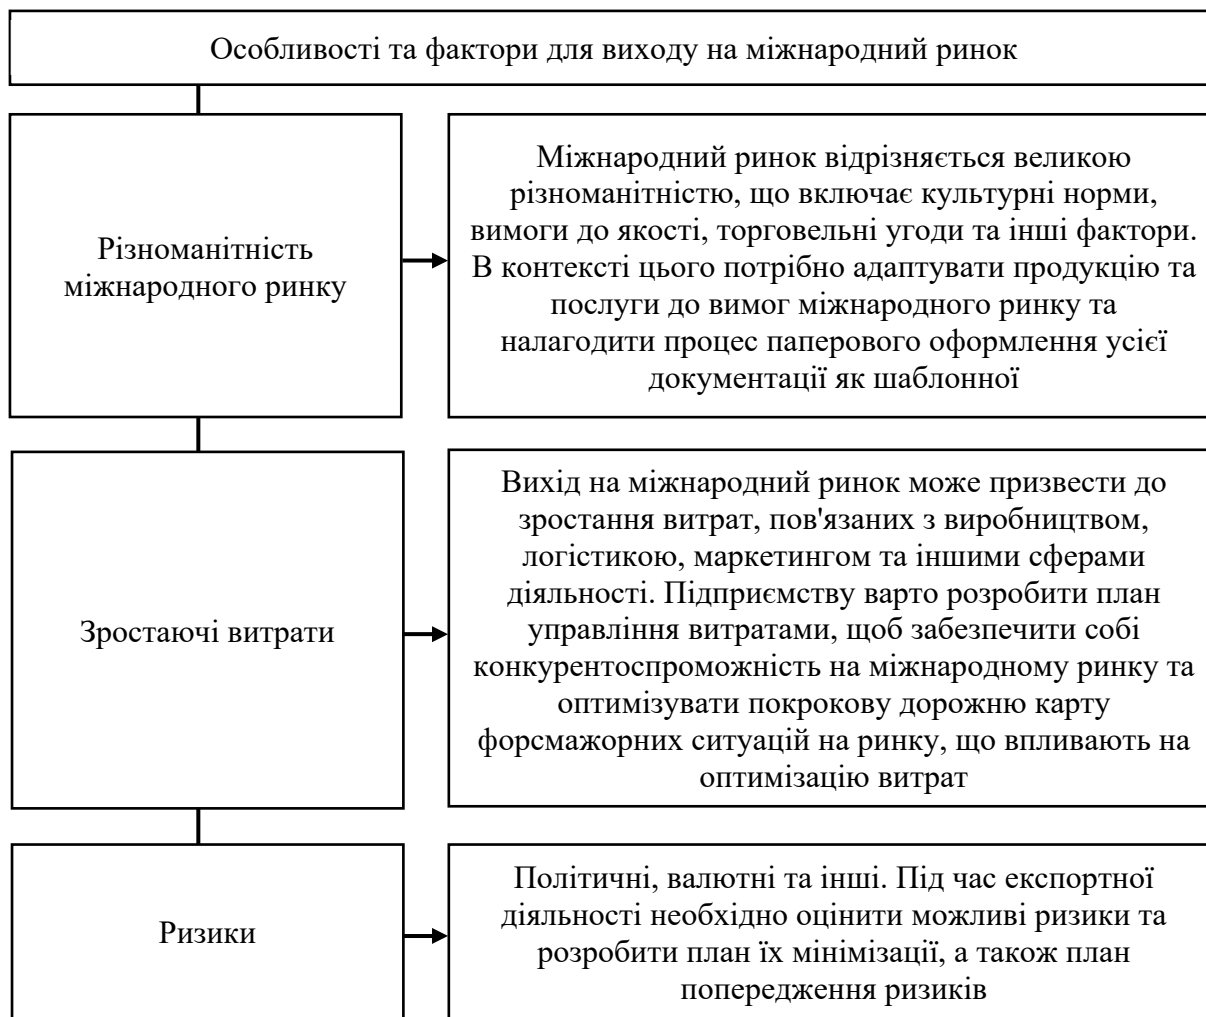 Особливості та фактори для виходу на міжнародний ринок
Різноманітність
міжнародного ринку
Міжнародний ринок відрізняється великою
різноманітністю, що включає культурні норми,
вимоги до якості, торговельні угоди та інші фактори.
В контексті цього потрібно адаптувати продукцію та
послуги до вимог міжнародного ринку та
налагодити процес паперового оформлення усієї
документації як шаблонної
Зростаючі витрати
Вихід на міжнародний ринок може призвести до
зростання витрат, пов'язаних з виробництвом,
логістикою, маркетингом та іншими сферами
діяльності. Підприємству варто розробити план
управління витратами, щоб забезпечити собі
конкурентоспроможність на міжнародному ринку та
оптимізувати покрокову дорожню карту
форсмажорних ситуацій на ринку, що впливають на
оптимізацію витрат
Ризики
Політичні, валютні та інші. Під час експортної
діяльності необхідно оцінити можливі ризики та
розробити план їх мінімізації, а також план
попередження ризиків